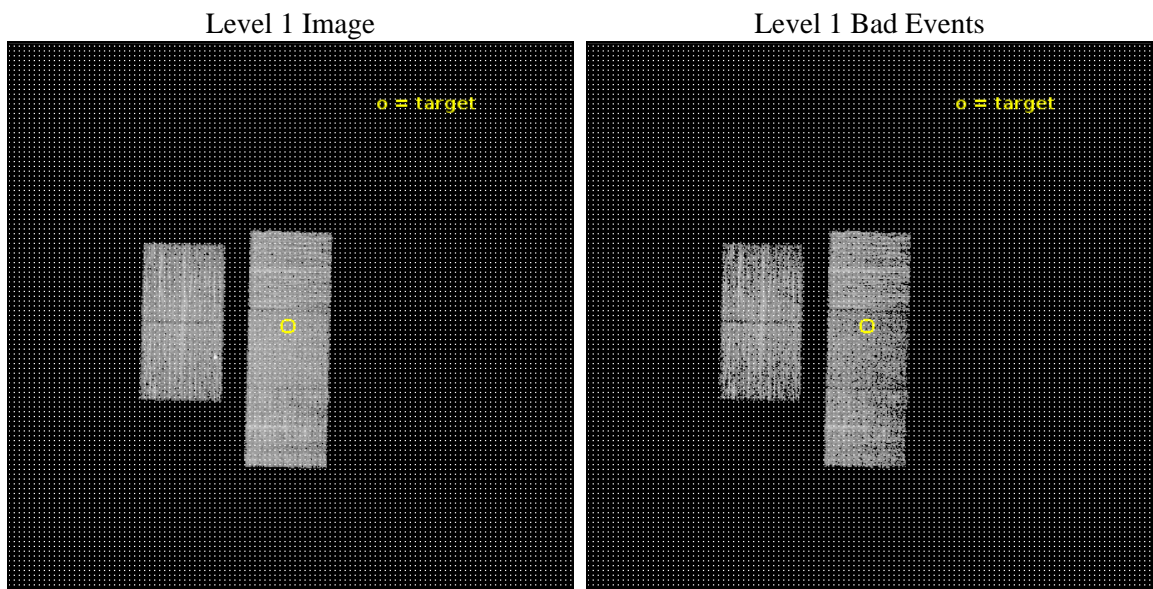 Level 1 Image
Level 1 Bad Events
o = target
o = target